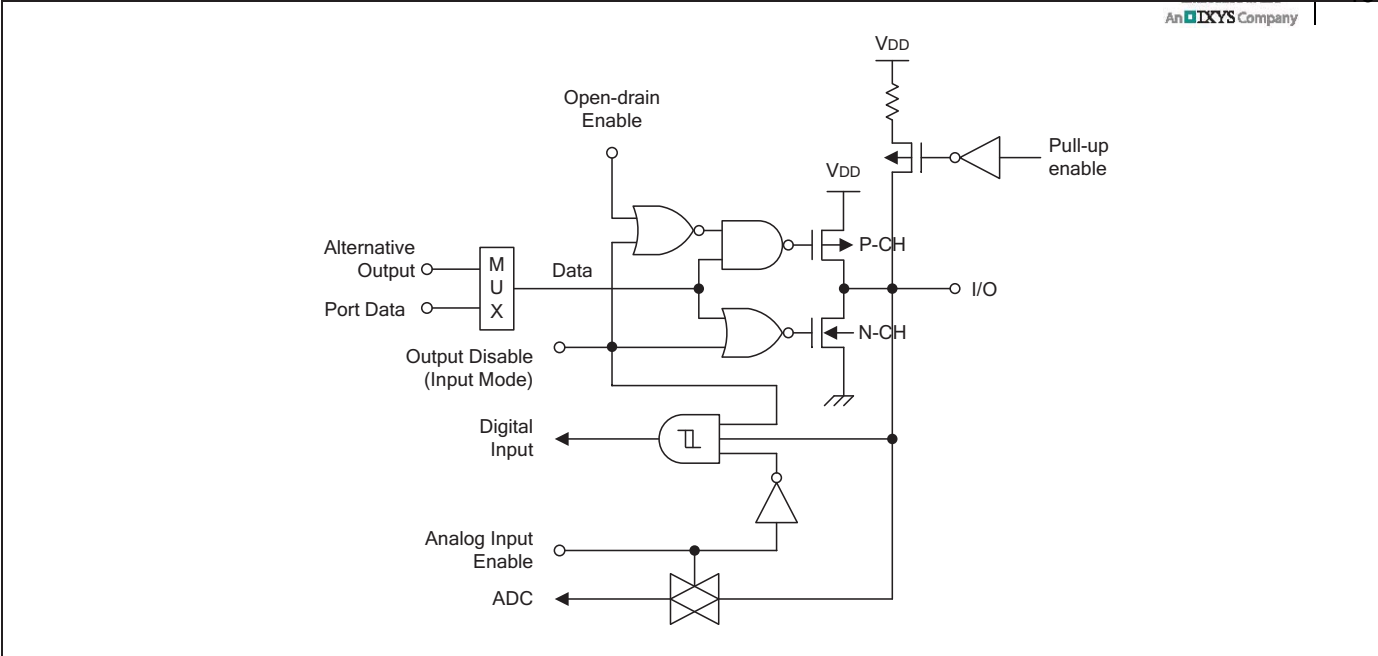 An IXYS Company
VDD
Open-drain
Enable
Pull-up
enable
VDD
P-CH
Alternative
Output
M
U
X
Data
Port Data
I/O
N-CH
Output Disable
(Input Mode)
Digital
Input
Analog Input
Enable
ADC